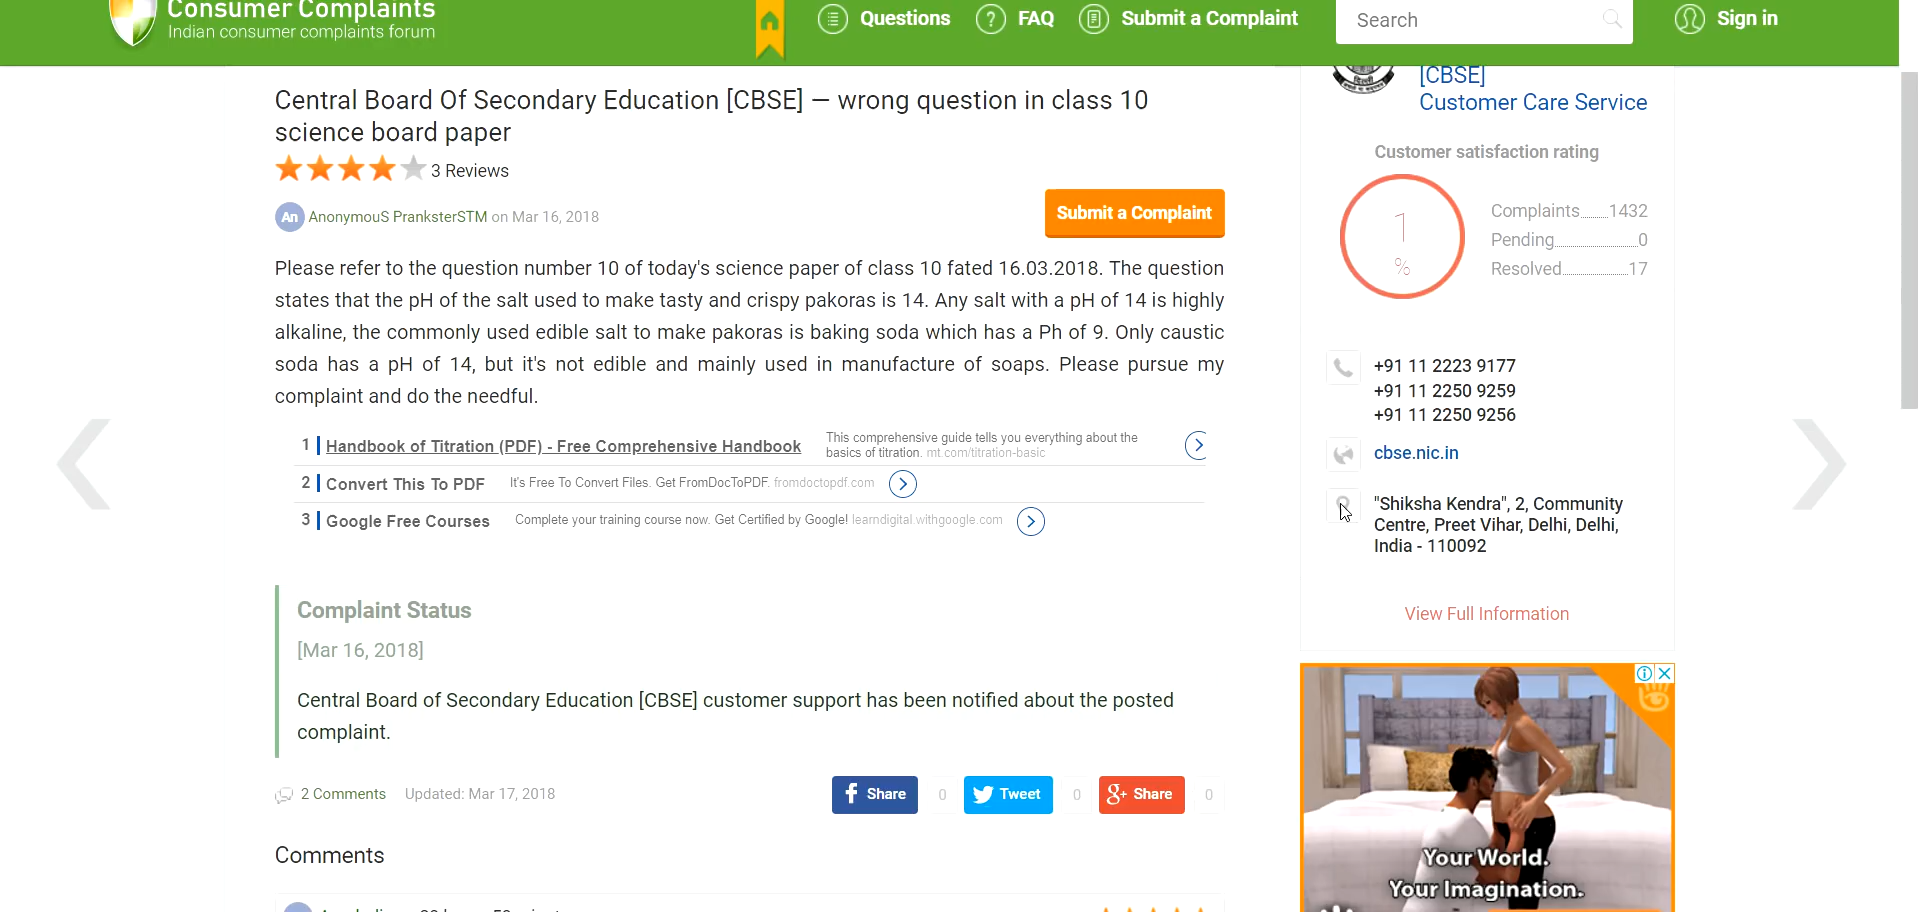 Consumer Complaints
Indian consumer complaints forum
Questions
FAQ
Submit a Complaint
Search
Sign in
Central Board Of Secondary Education [CBSE] — wrong question in class 10
science board paper
3 Reviews
An AnonymouS PranksterSTM on Mar 16, 2018
Submit a Complaint
Please refer to the question number 10 of today's science paper of class 10 fated 16.03.2018. The question
states that the pH of the salt used to make tasty and crispy pakoras is 14. Any salt with a pH of 14 is highly
alkaline, the commonly used edible salt to make pakoras is baking soda which has a Ph of 9. Only caustic
soda has a pH of 14, but it's not edible and mainly used in manufacture of soaps. Please pursue my
complaint and do the needful.
1 Handbook of Titration (PDF) - Free Comprehensive Handbook
This comprehensive guide tells you everything about the
basics of titration. mt.com/titration-basic
2 Convert This To PDF It's Free To Convert Files. Get FromDocToPDF. fromdoctopdf.com
3 Google Free Courses Complete your training course now. Get Certified by Google! learndigital.withgoogle.com
Complaint Status
[Mar 16, 2018]
Central Board of Secondary Education [CBSE] customer support has been notified about the posted
complaint.
2 Comments Updated: Mar 17, 2018
Share 0 Tweet 0 Share 0
Comments
[CBSE]
Customer Care Service
Customer satisfaction rating
1
%
Complaints 1432
Pending 0
Resolved 17
+91 11 2223 9177
+91 11 2250 9259
+91 11 2250 9256
cbse.nic.in
"Shiksha Kendra", 2, Community
Centre, Preet Vihar, Delhi, Delhi,
India - 110092
View Full Information
Your World.
Your Imagination.